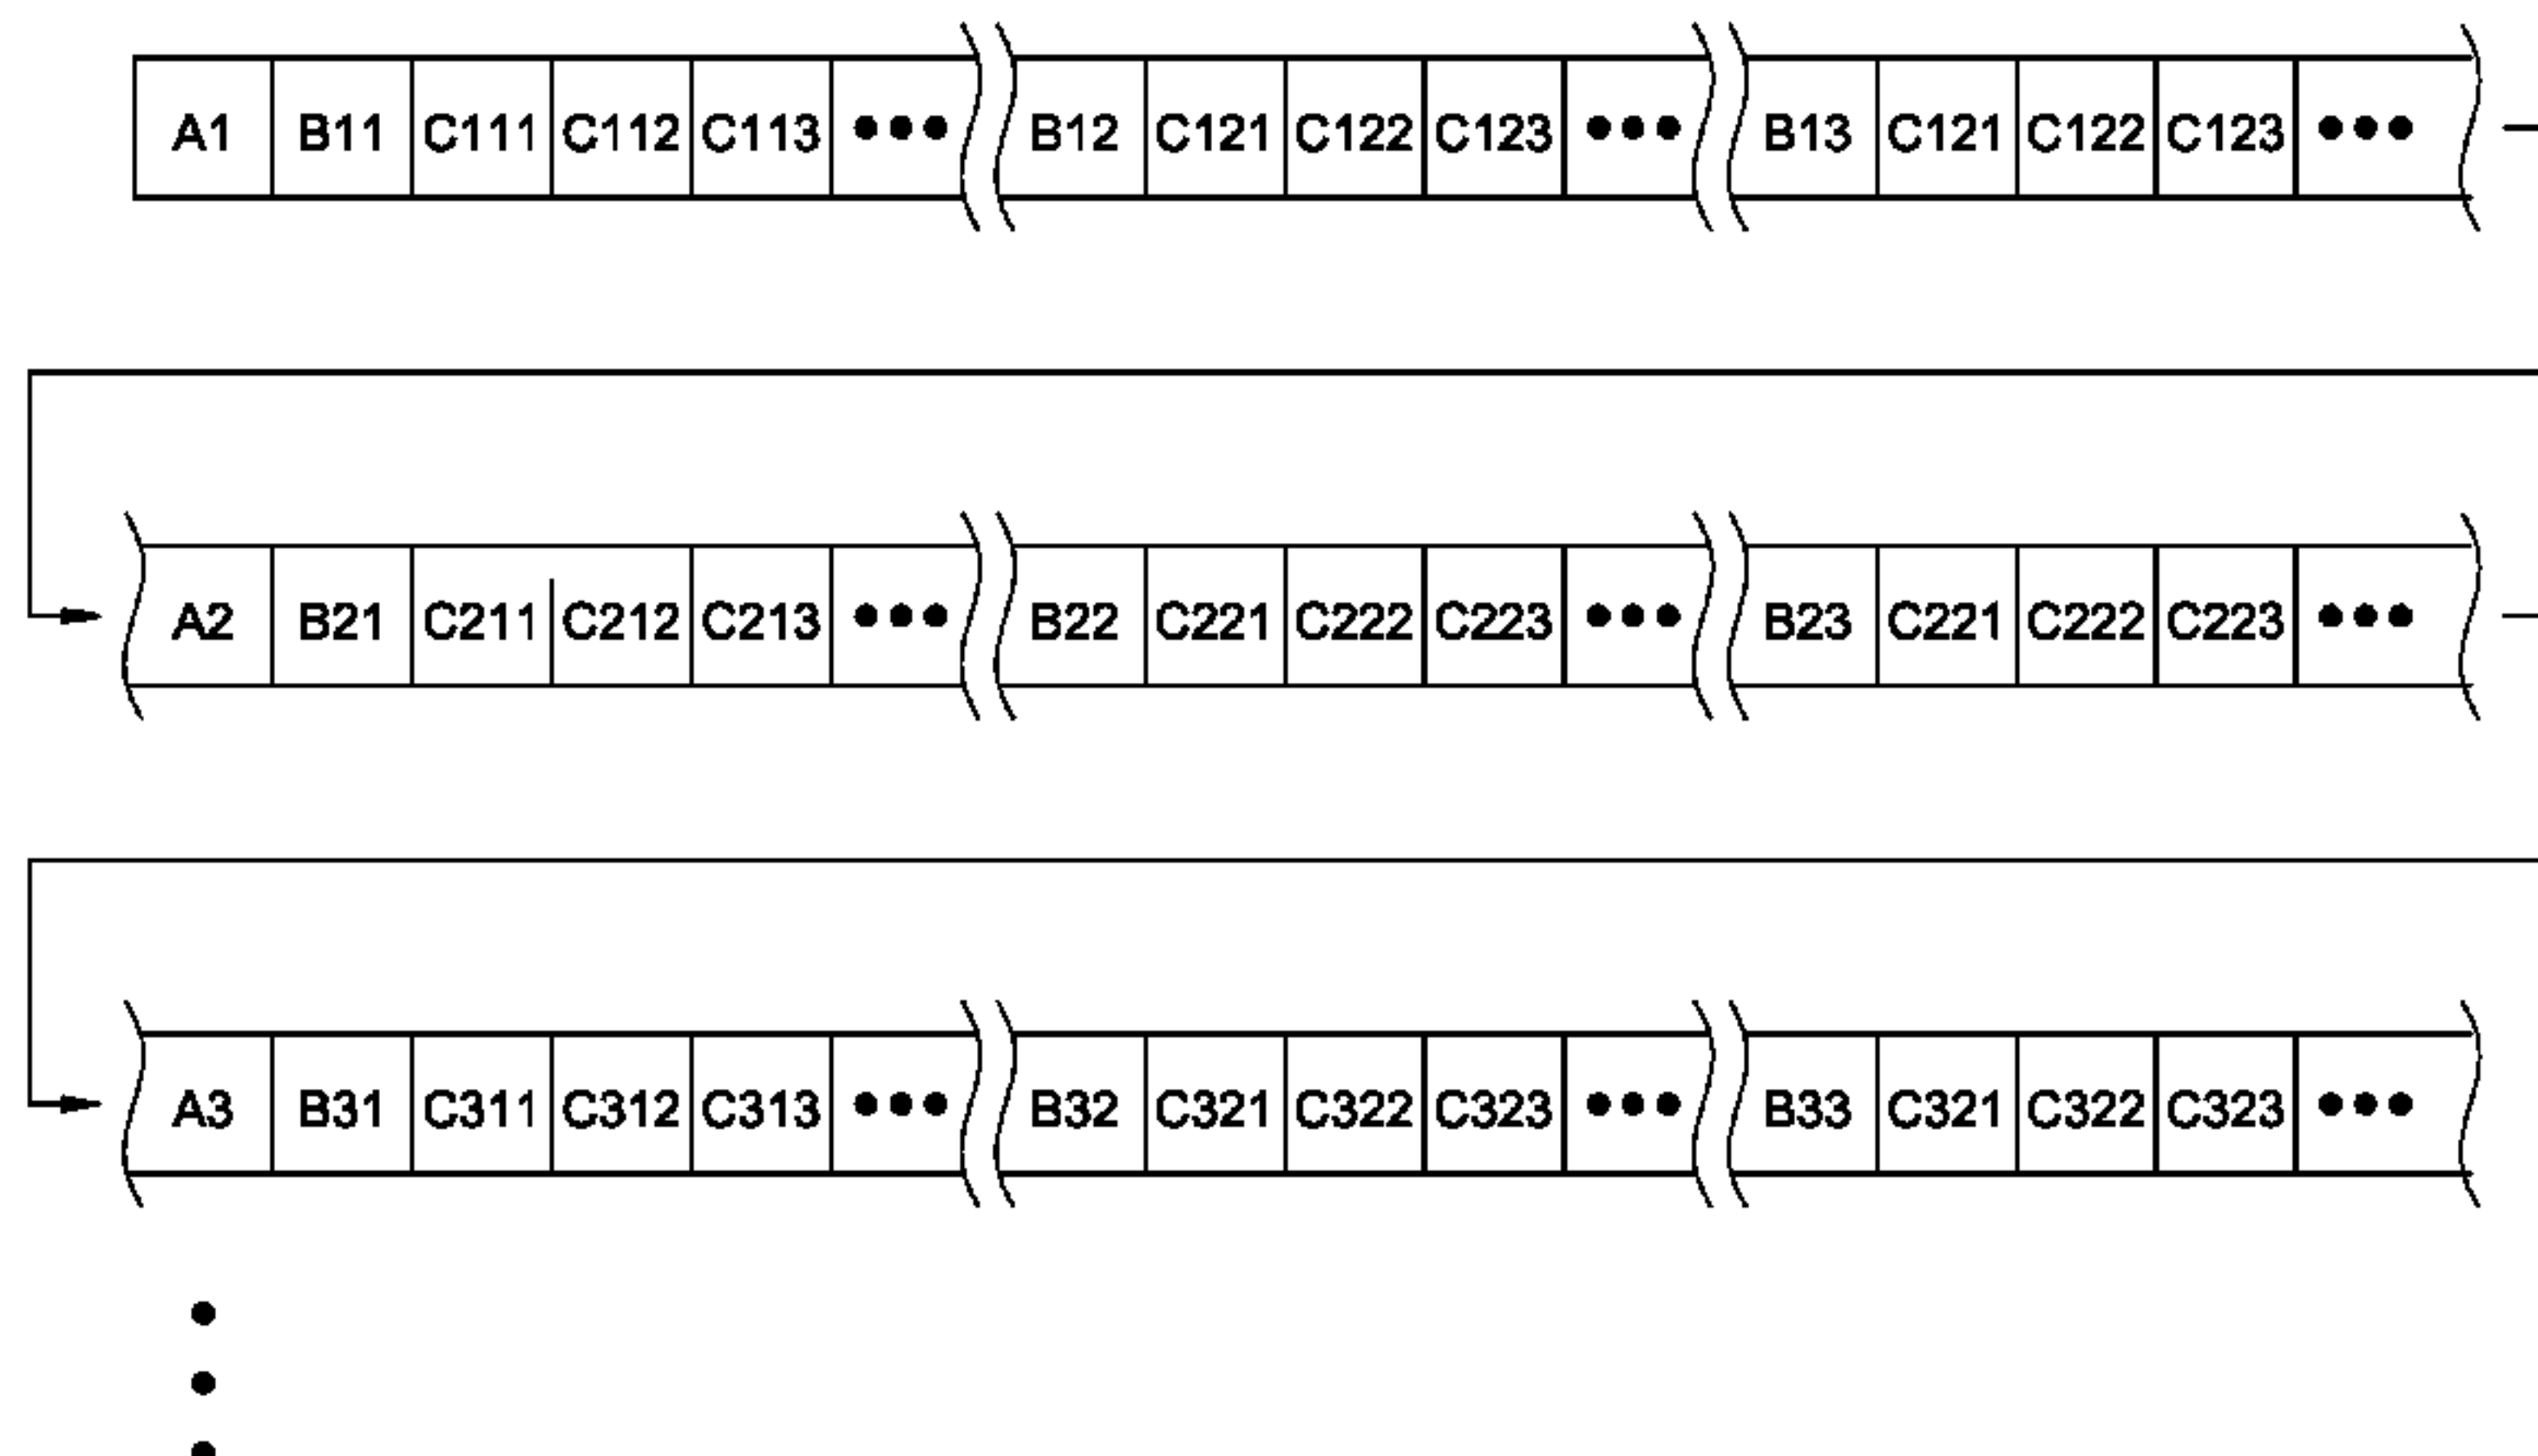 A1 B11 C111 C112 C113 ••• B12 C121 C122 C123 ••• B13 C121 C122 C123 •••
A2 B21 C211 C212 C213 ••• B22 C221 C222 C223 ••• B23 C221 C222 C223 •••
A3 B31 C311 C312 C313 ••• B32 C321 C322 C323 ••• B33 C321 C322 C323 •••